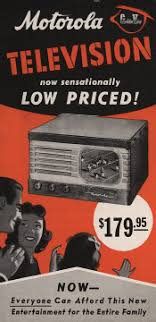 Motorola
TELEVISION
now sensationally
LOW PRICED!
$179.95
NOW—
Everyone Can Afford This New
Entertainment for the Entire Family